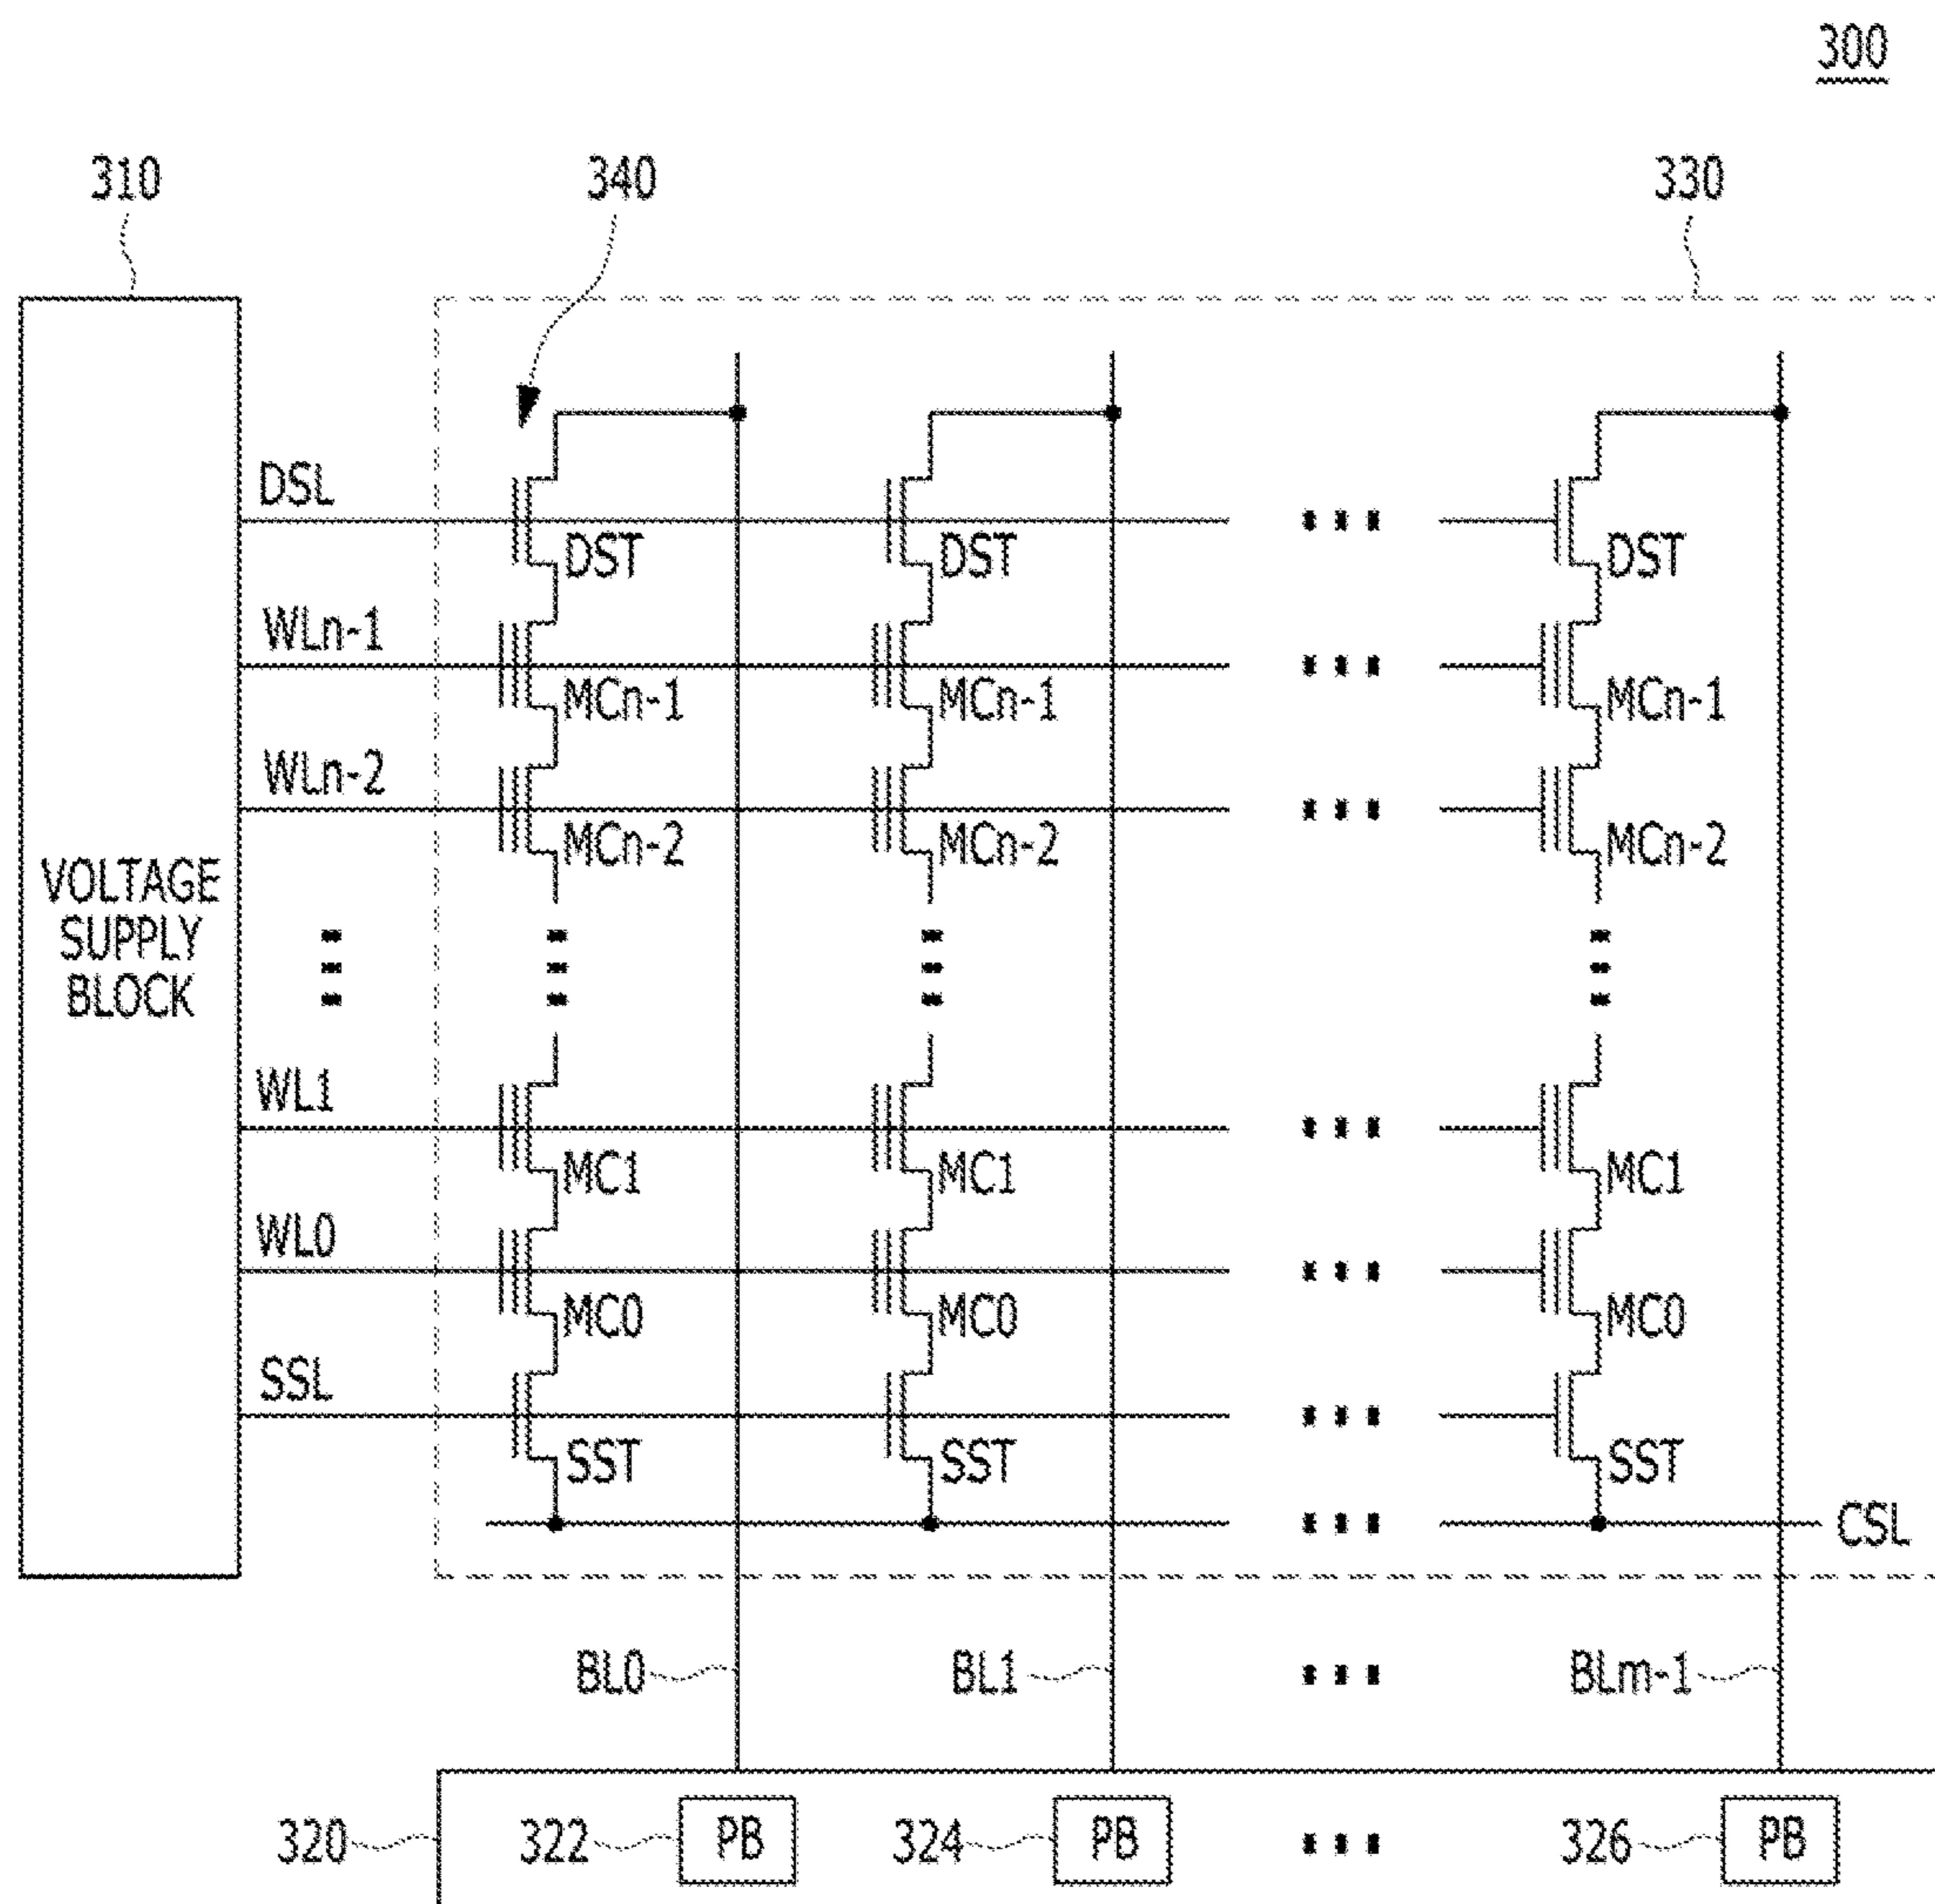 300
310 340 330
DSL
DST DST DST
WLn-1
MCn-1 MCn-1 MCn-1
WLn-2
MCn-2 MCn-2 MCn-2
VOLTAGE
SUPPLY
BLOCK
WL1
MC1 MC1 MC1
WL0
MC0 MC0 MC0
SSL
SST SST SST
CSL
BL0 BL1 BLm-1
320 322 PB 324 PB 326 PB